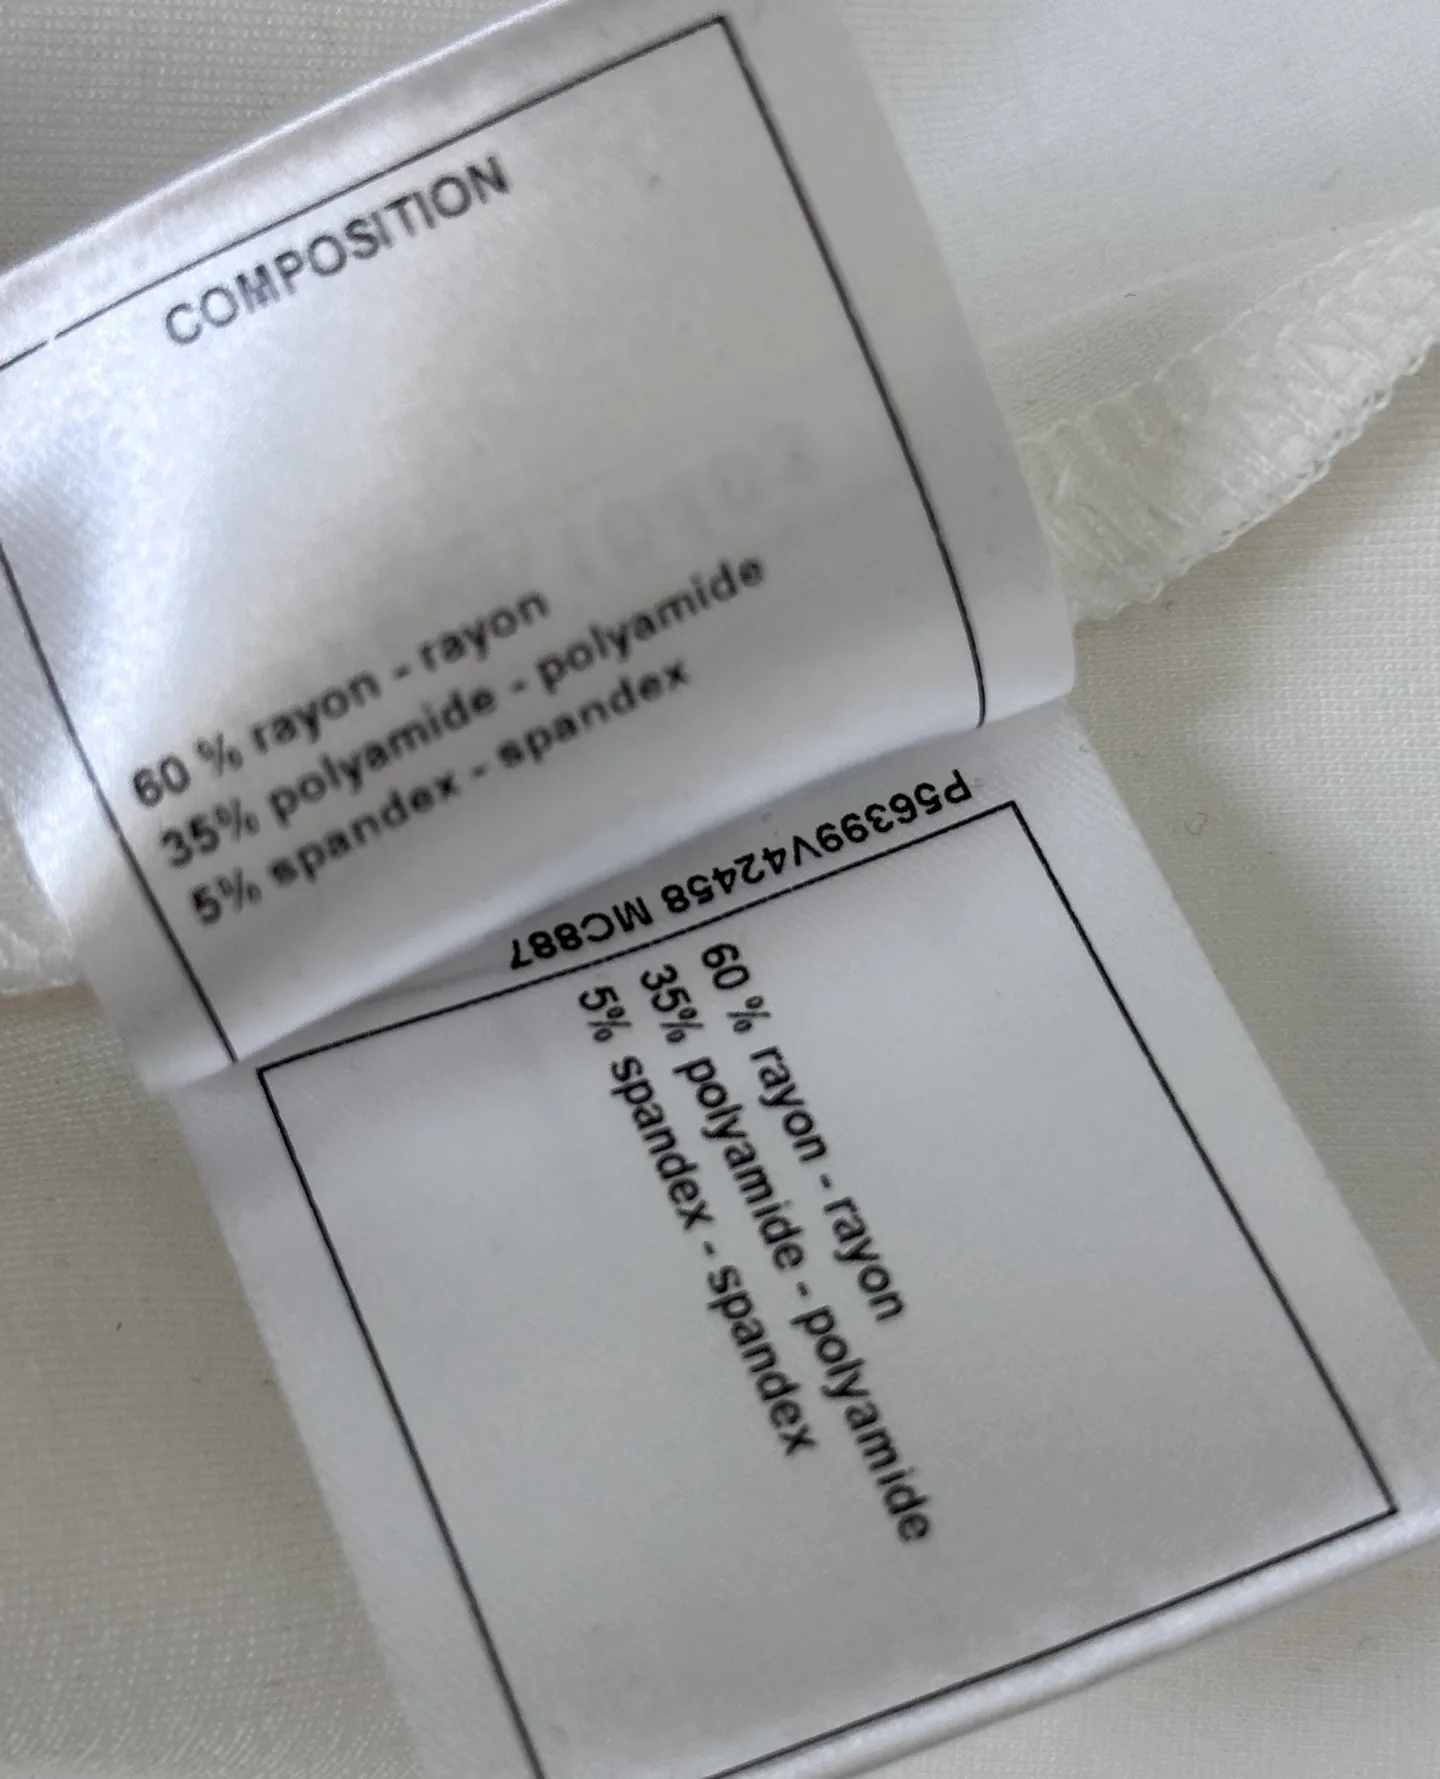 COMPOSITION
60 % rayon - rayon
35% polyamide - polyamide
5% spandex - spandex
P56399V42458 MC887
60 % rayon - rayon
35% polyamide - polyamide
5% spandex - spandex